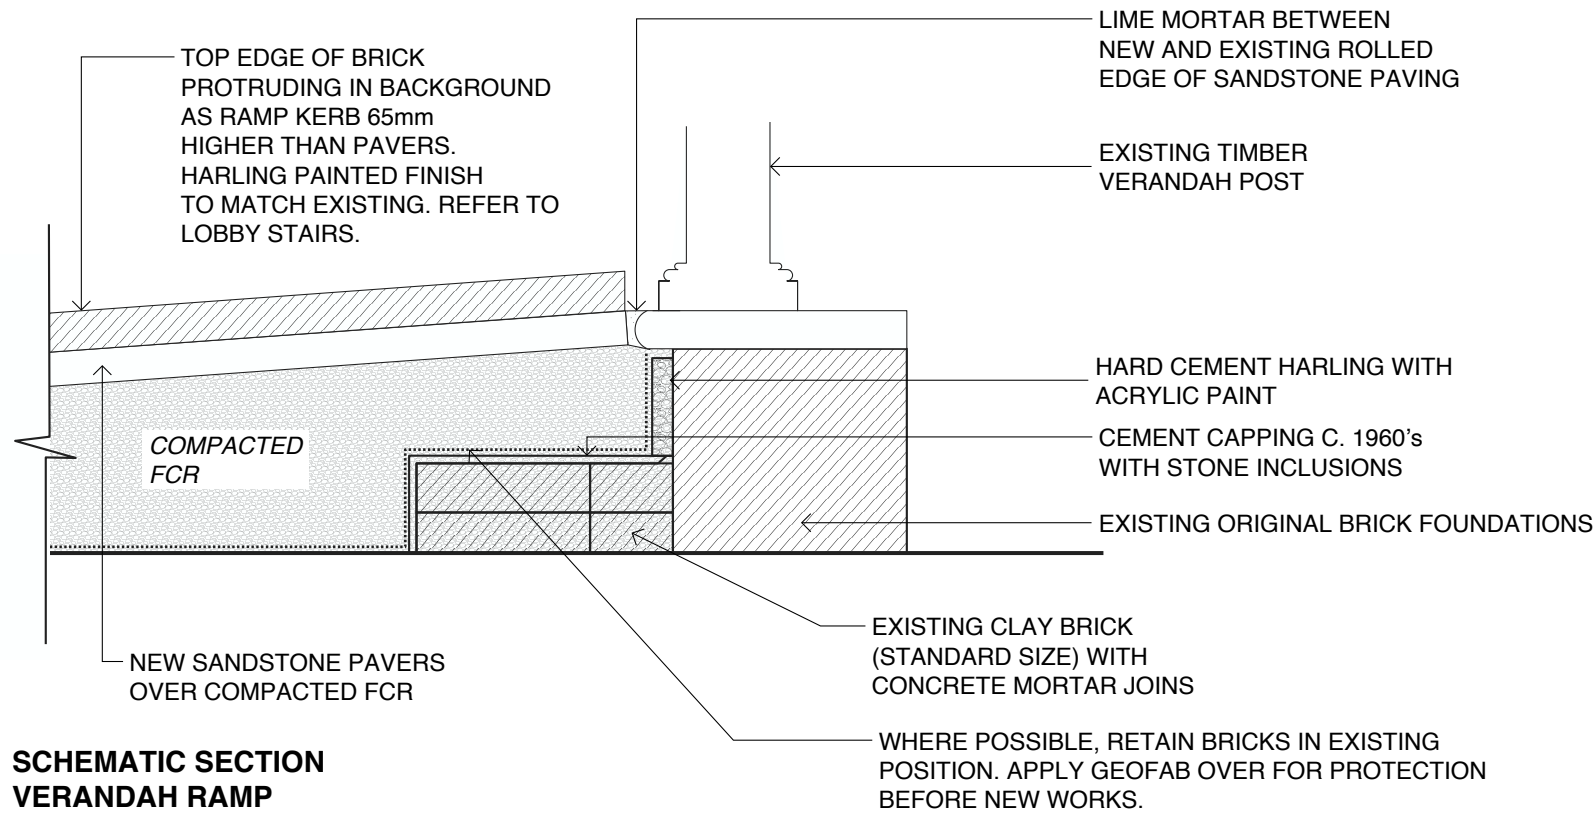 TOP EDGE OF BRICK
PROTRUDING IN BACKGROUND
AS RAMP KERB 65mm
HIGHER THAN PAVERS.
HARLING PAINTED FINISH
TO MATCH EXISTING. REFER TO
LOBBY STAIRS.
LIME MORTAR BETWEEN
NEW AND EXISTING ROLLED
EDGE OF SANDSTONE PAVING
EXISTING TIMBER
VERANDAH POST
HARD CEMENT HARLING WITH
ACRYLIC PAINT
CEMENT CAPPING C. 1960's
WITH STONE INCLUSIONS
EXISTING ORIGINAL BRICK FOUNDATIONS
COMPACTED
FCR
EXISTING CLAY BRICK
(STANDARD SIZE) WITH
CONCRETE MORTAR JOINS
NEW SANDSTONE PAVERS
OVER COMPACTED FCR
WHERE POSSIBLE, RETAIN BRICKS IN EXISTING
POSITION. APPLY GEOFAB OVER FOR PROTECTION
BEFORE NEW WORKS.
SCHEMATIC SECTION
VERANDAH RAMP